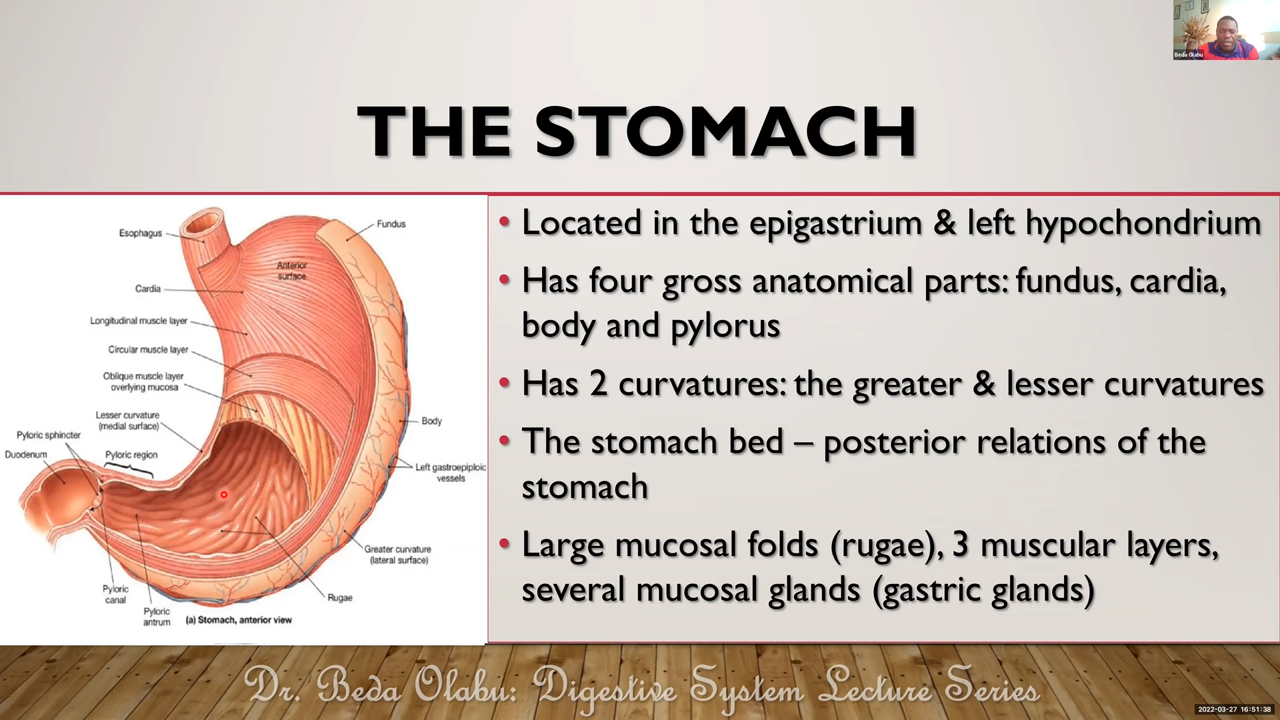 Beda Olabu
THE STOMACH
Esophagus
Cardia
Longitudinal muscle layer
Circular muscle layer
Oblique muscle layer
overlying mucosa
Lesser curvature
(medial surface)
Pyloric sphincter
Duodenum
Pyloric region
Fundus
Anterior
surface
Body
Left gastroepiploic
vessels
Greater curvature
(lateral surface)
Rugae
Pyloric
canal
Pyloric
antrum
(a) Stomach, anterior view
• Located in the epigastrium & left hypochondrium
• Has four gross anatomical parts: fundus, cardia,
body and pylorus
• Has 2 curvatures: the greater & lesser curvatures
• The stomach bed – posterior relations of the
stomach
• Large mucosal folds (rugae), 3 muscular layers,
several mucosal glands (gastric glands)
Dr. Beda Olabu: Digestive System Lecture Series
2022-03-27 16:51:38